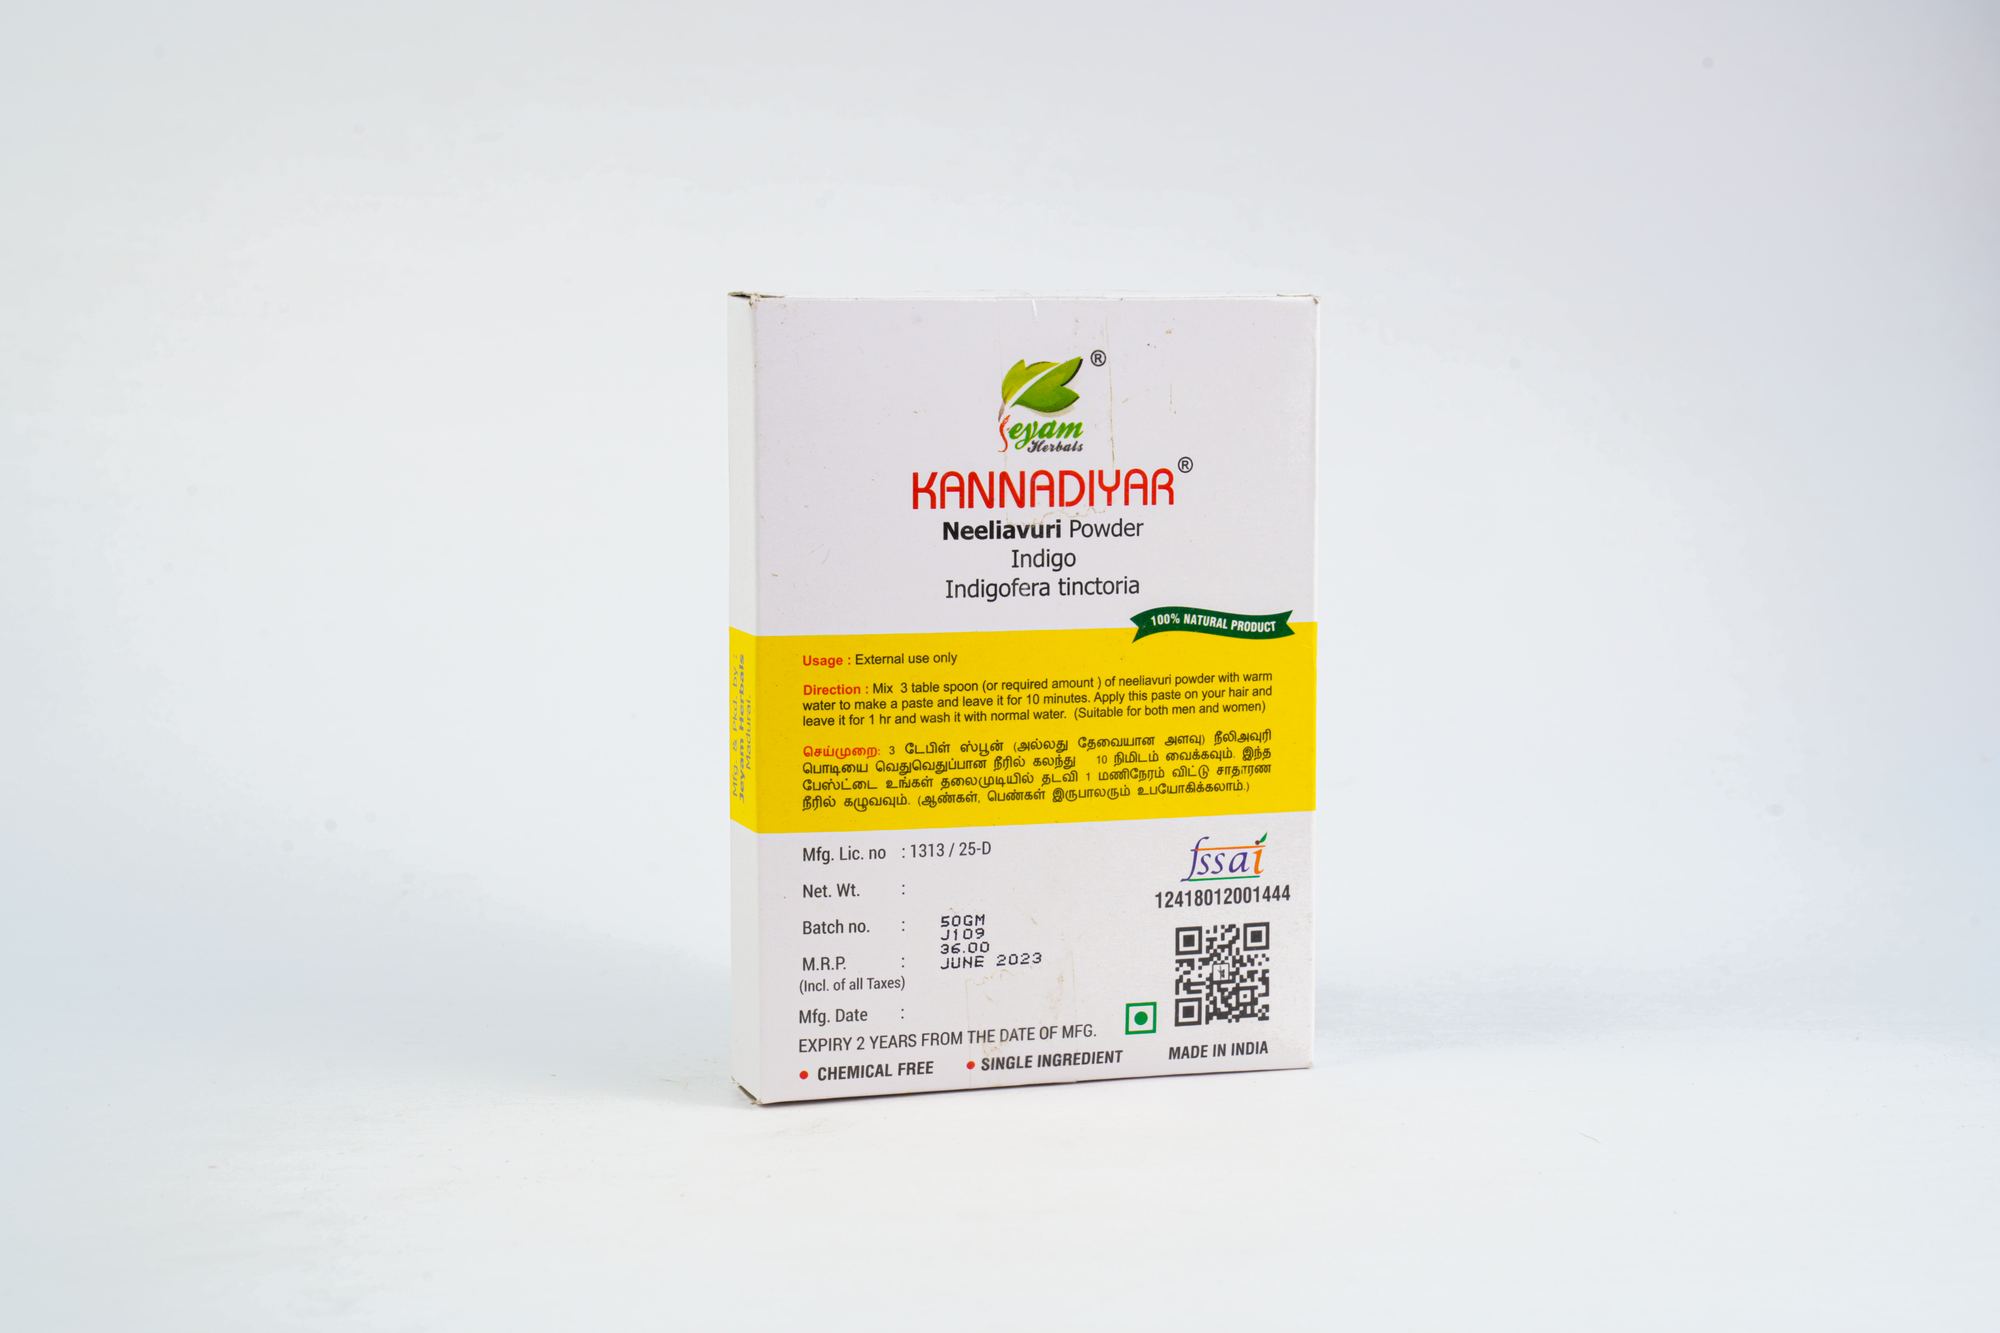 ®
Seyam
Herbals
KANNADIYAR®
Neeliavuri Powder
Indigo
Indigofera tinctoria
100% NATURAL PRODUCT
Usage : External use only
Direction : Mix 3 table spoon (or required amount ) of neeliavuri powder with warm
water to make a paste and leave it for 10 minutes. Apply this paste on your hair and
leave it for 1 hr and wash it with normal water. (Suitable for both men and women)
செய்முறை: 3 டேபிள் ஸ்பூன் (அல்லது தேவையான அளவு) நீலிஅவுரி
பொடியை வெதுவெதுப்பான நீரில் கலந்து 10 நிமிடம் வைக்கவும். இந்த
பேஸ்ட்டை உங்கள் தலைமுடியில் தடவி 1 மணிநேரம் விட்டு சாதாரண
நீரில் கழுவவும். (ஆண்கள், பெண்கள் இருபாலரும் உபயோகிக்கலாம்.)
Mfg. & Pkd. by :
Jeyam Herbals
Madurai
Mfg. Lic. no : 1313 / 25-D
Net. Wt. :
Batch no. :
M.R.P. :
(Incl. of all Taxes)
Mfg. Date :
50GM
J109
36.00
JUNE 2023
EXPIRY 2 YEARS FROM THE DATE OF MFG.
• CHEMICAL FREE • SINGLE INGREDIENT
fssai
12418012001444
MADE IN INDIA